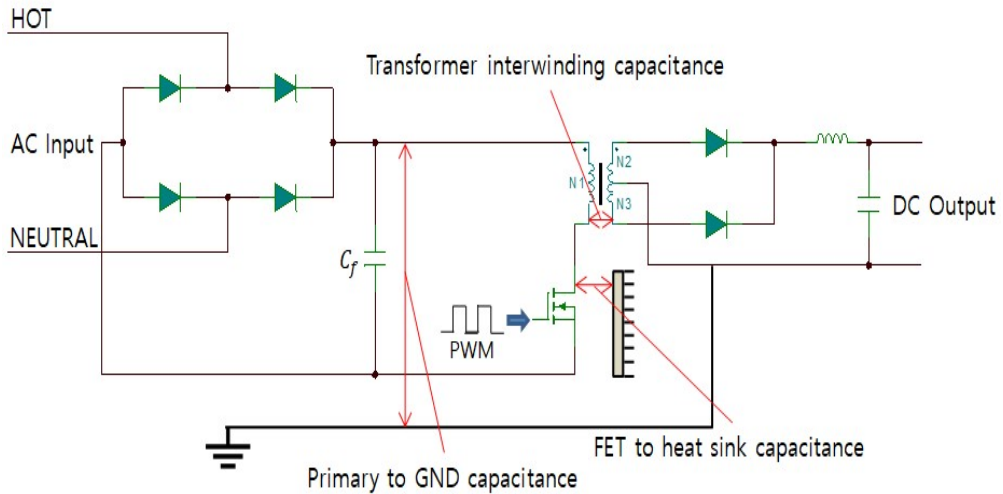 HOT
Transformer interwinding capacitance
AC Input
N1
N2
N3
DC Output
NEUTRAL
Cf
PWM
FET to heat sink capacitance
Primary to GND capacitance